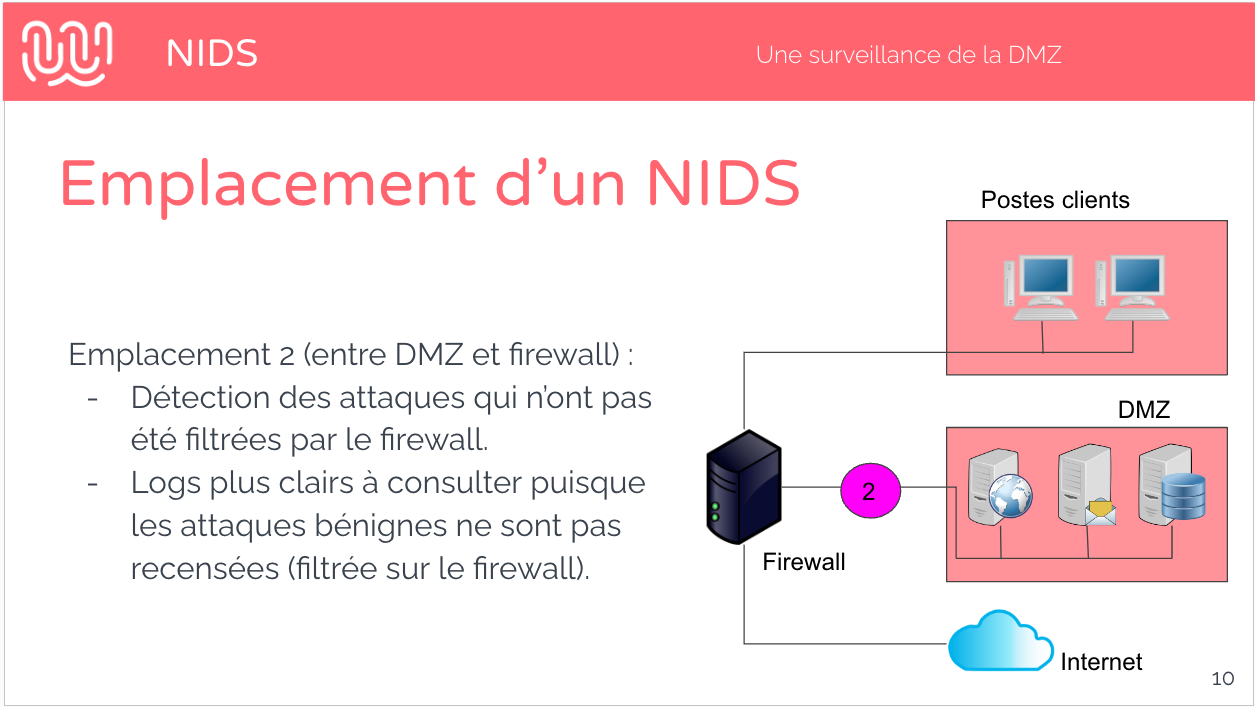 NIDS
Une surveillance de la DMZ
Emplacement d'un NIDS
Emplacement 2 (entre DMZ et firewall) :
- Détection des attaques qui n'ont pas
été filtrées par le firewall.
- Logs plus clairs à consulter puisque
les attaques bénignes ne sont pas
recensées (filtrée sur le firewall).
Postes clients
DMZ
2
Firewall
Internet
10